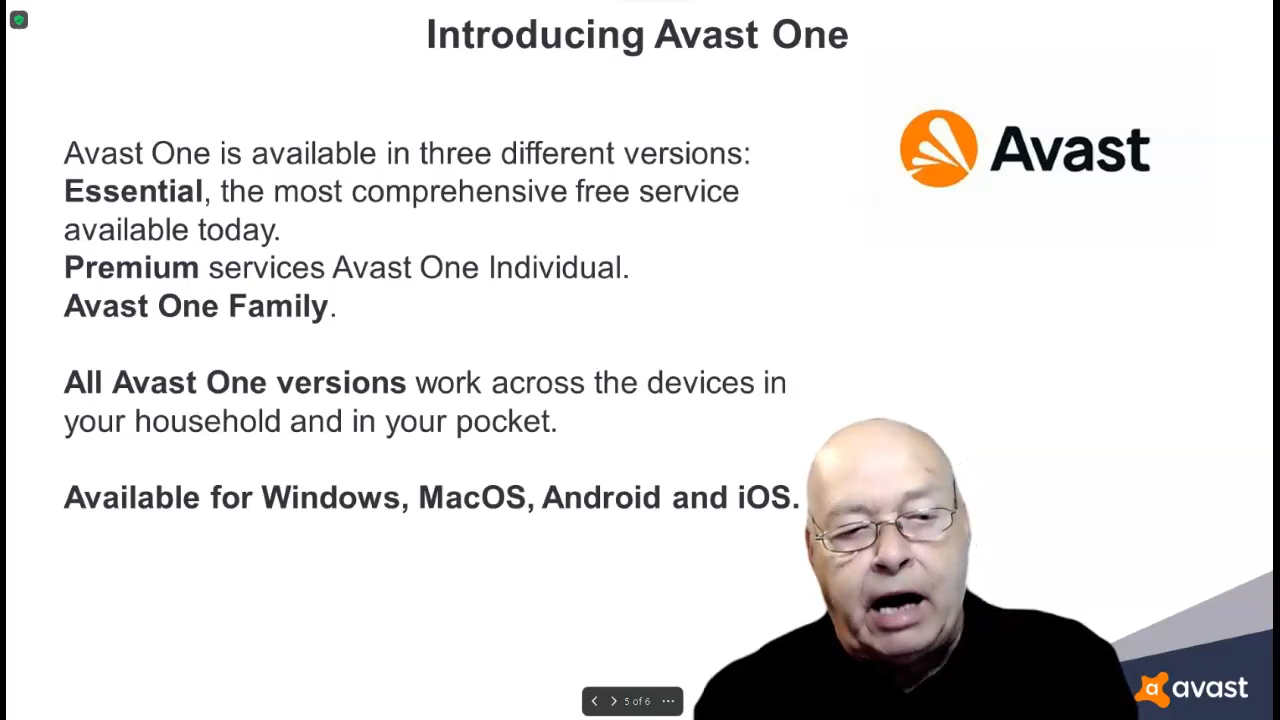 Introducing Avast One
Avast
Avast One is available in three different versions:
Essential, the most comprehensive free service
available today.
Premium services Avast One Individual.
Avast One Family.
All Avast One versions work across the devices in
your household and in your pocket.
Available for Windows, MacOS, Android and iOS.
5 of 6
avast